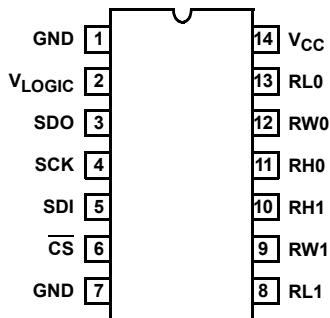 GND 1 14 VCC
VLOGIC 2 13 RL0
SDO 3 12 RW0
SCK 4 11 RH0
SDI 5 10 RH1
CS 6 9 RW1
GND 7 8 RL1